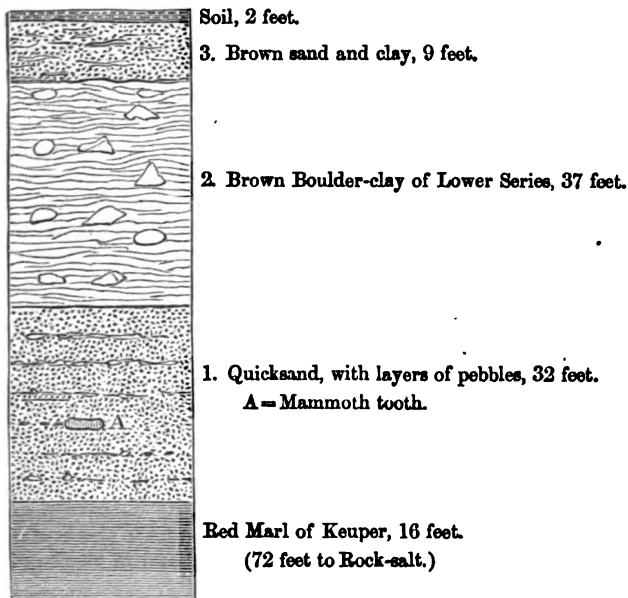 Soil, 2 feet.
3. Brown sand and clay, 9 feet.
2. Brown Boulder-clay of Lower Series, 37 feet.
1. Quicksand, with layers of pebbles, 32 feet.
A = Mammoth tooth.
A
Red Marl of Keuper, 16 feet.
(72 feet to Rock-salt.)